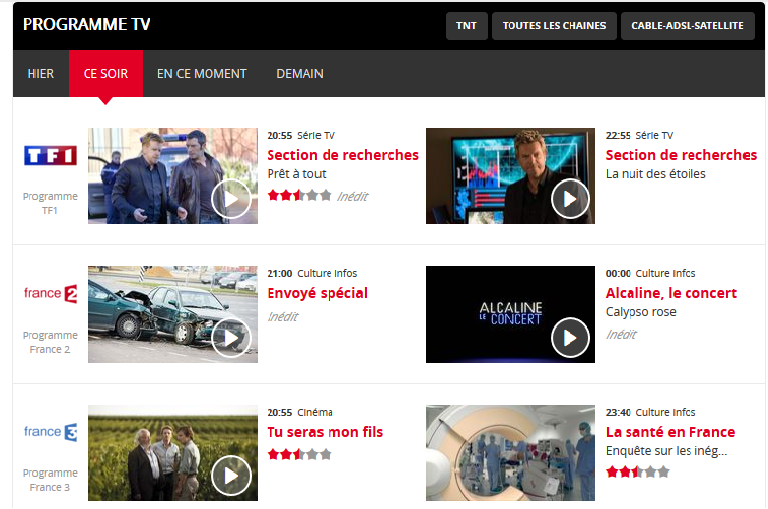 PROGRAMME TV
TNT
TOUTES LES CHAINES
CABLE-ADSL-SATELLITE
HIER
CE SOIR
EN CE MOMENT
DEMAIN
TF1
Programme
TF1
20:55 Série TV
Section de recherches
Prêt à tout
Inédit
22:55 Série TV
Section de recherches
La nuit des étoiles
france 2
Programme
France 2
21:00 Culture Infos
Envoyé spécial
Inédit
ALCALINE
LE CONCERT
00:00 Culture Infos
Alcaline, le concert
Calypso rose
Inédit
france 3
Programme
France 3
20:55 Cinéma
Tu seras mon fils
23:40 Culture Infos
La santé en France
Enquête sur les inég...